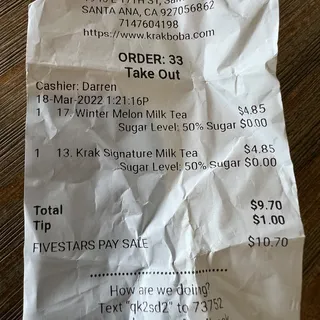 E 17TH ST,
SANTA ANA, CA 927056862
7147604198
https://www.krakboba.com
ORDER: 33
Take Out
Cashier: Darren
18-Mar-2022 1:21:16P
1 17. Winter Melon Milk Tea $4.85
Sugar Level: 50% Sugar $0.00
1 13. Krak Signature Milk Tea $4.85
Sugar Level: 50% Sugar $0.00
Total $9.70
Tip $1.00
FIVESTARS PAY SALE $10.70
How are we doing?
Text "qk2sd2" to 73752